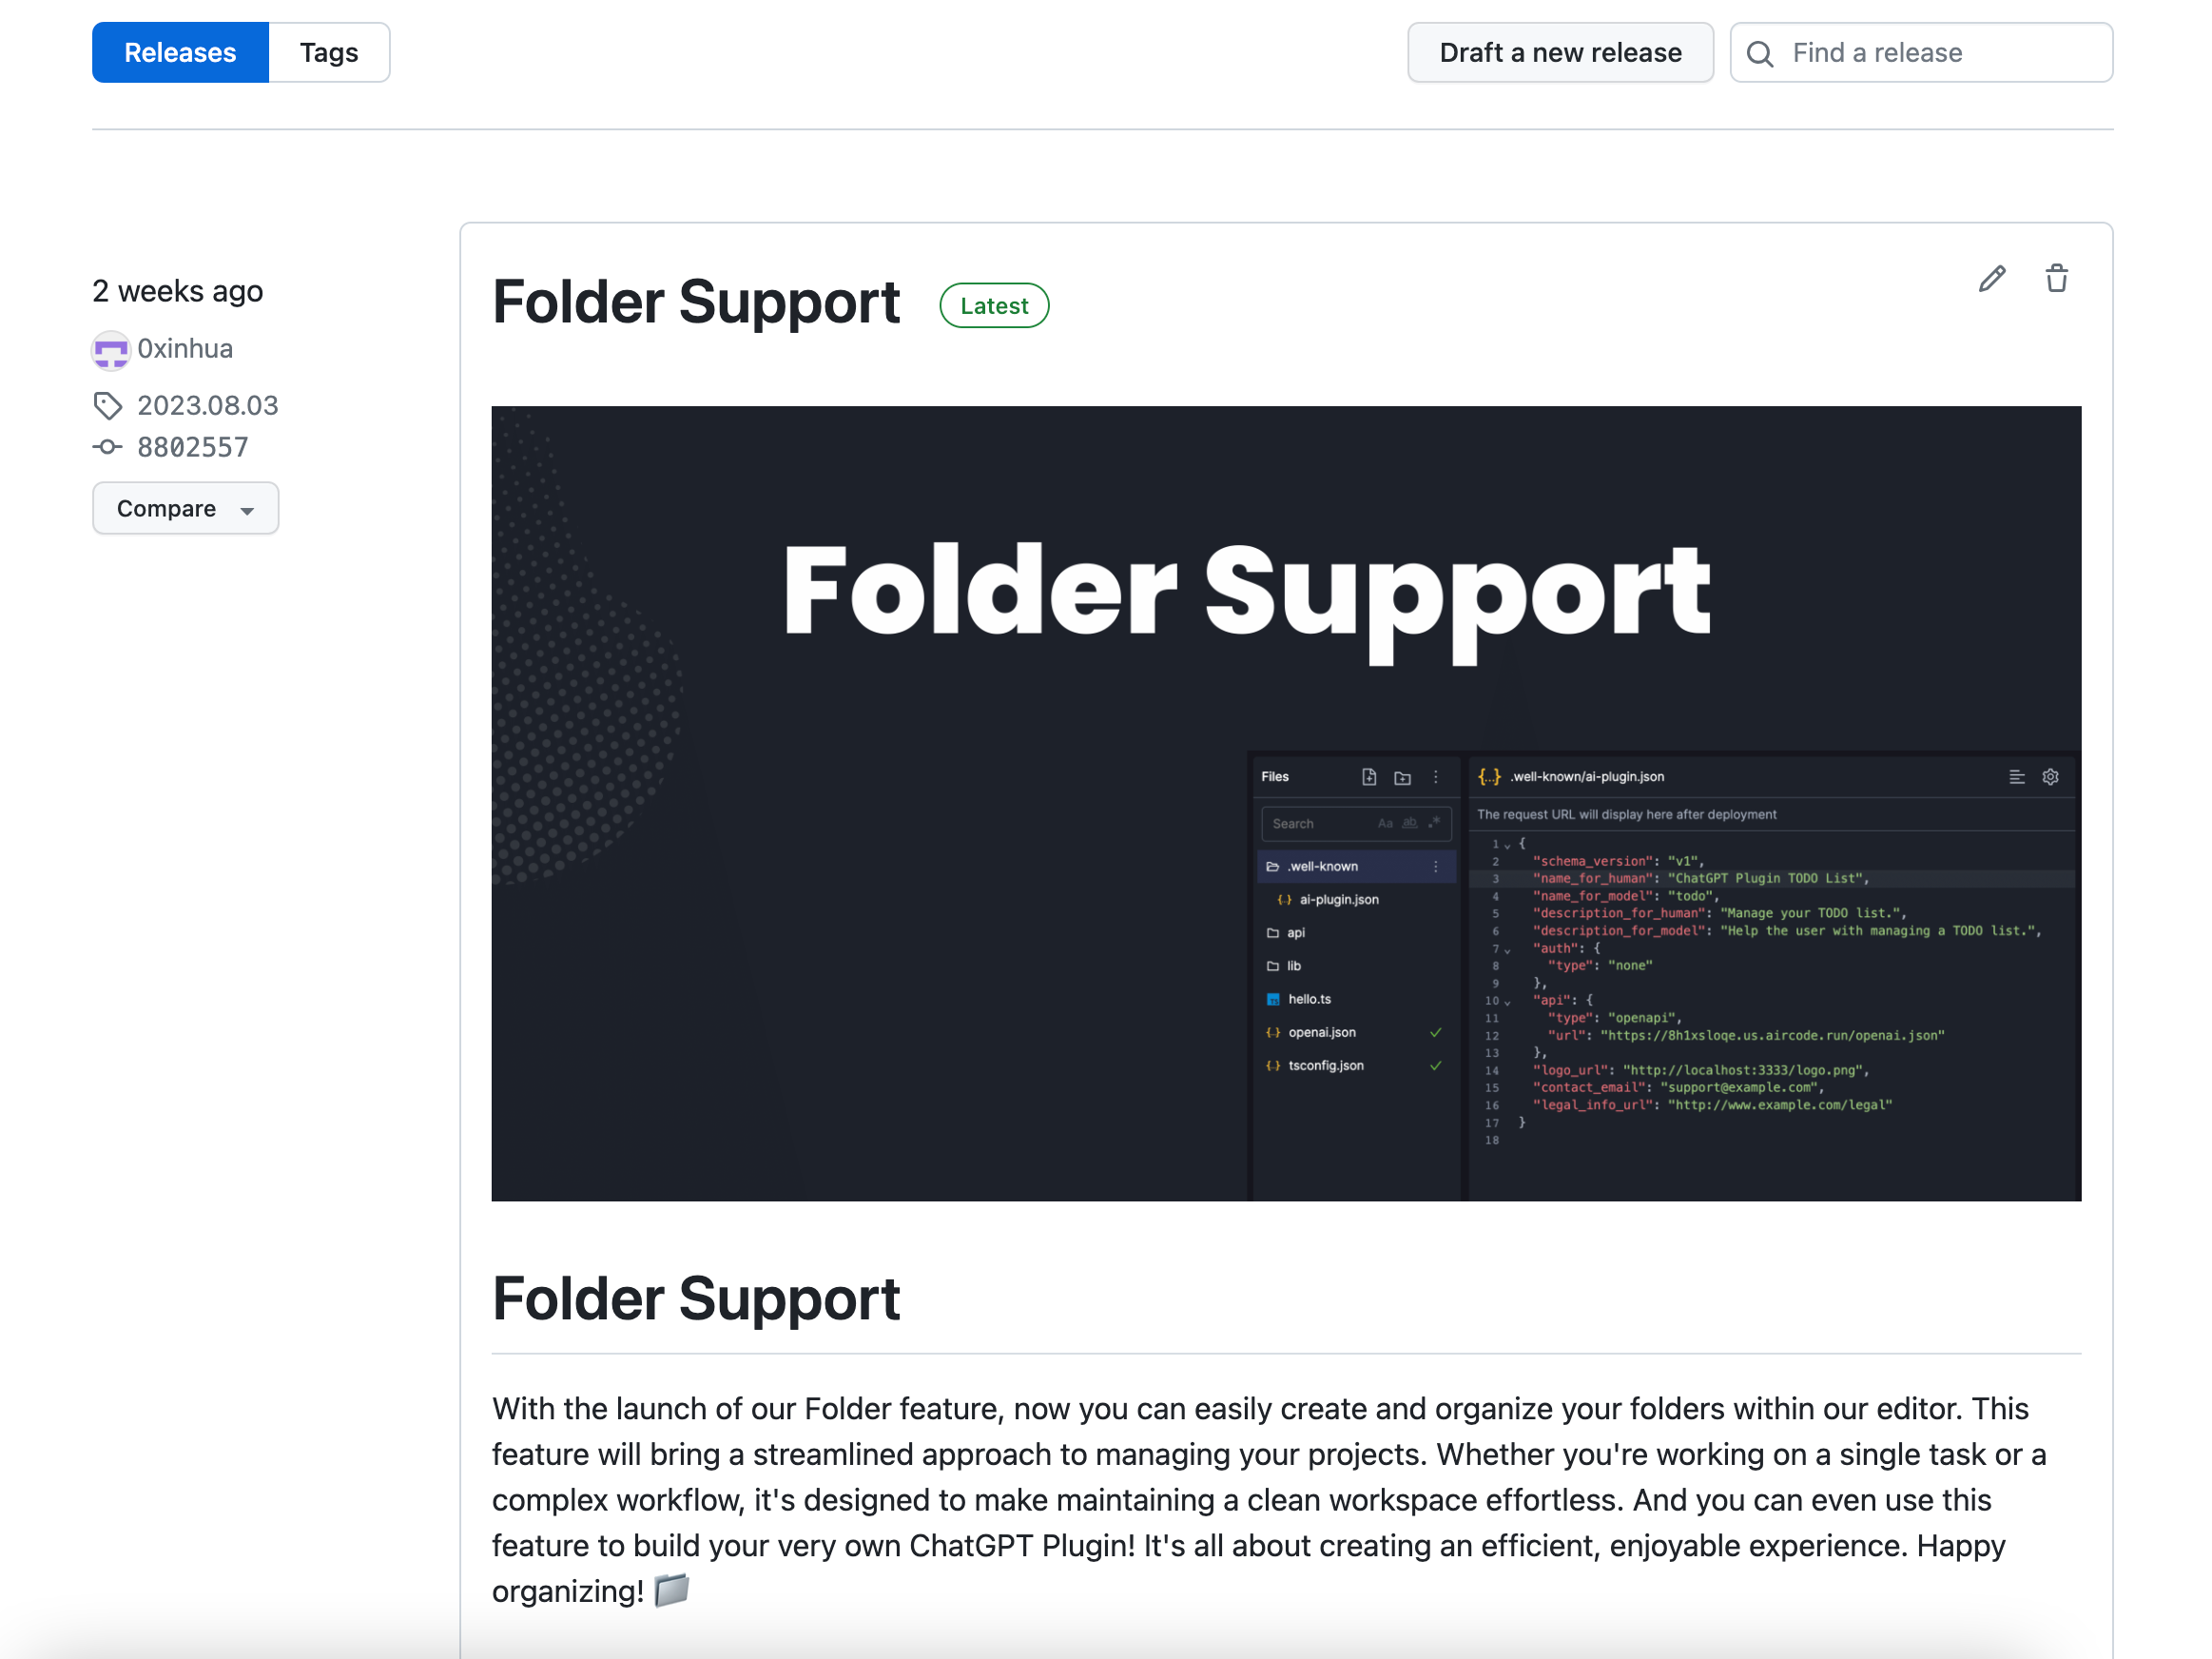 Releases
Tags
Draft a new release
Find a release
2 weeks ago
0xinhua
2023.08.03
8802557
Compare
Folder Support
Latest
Folder Support
Files
Search
Aa
ab
.*
.well-known
ai-plugin.json
api
lib
hello.ts
openai.json
tsconfig.json
{..} .well-known/ai-plugin.json
The request URL will display here after deployment
1 {
2 "schema_version": "v1",
3 "name_for_human": "ChatGPT Plugin TODO List",
4 "name_for_model": "todo",
5 "description_for_human": "Manage your TODO list.",
6 "description_for_model": "Help the user with managing a TODO list.",
7 "auth": {
8 "type": "none"
9 },
10 "api": {
11 "type": "openapi",
12 "url": "https://8h1xsloqe.us.aircode.run/openai.json"
13 },
14 "logo_url": "http://localhost:3333/logo.png",
15 "contact_email": "support@example.com",
16 "legal_info_url": "http://www.example.com/legal"
17 }
18
Folder Support
With the launch of our Folder feature, now you can easily create and organize your folders within our editor. This
feature will bring a streamlined approach to managing your projects. Whether you're working on a single task or a
complex workflow, it's designed to make maintaining a clean workspace effortless. And you can even use this
feature to build your very own ChatGPT Plugin! It's all about creating an efficient, enjoyable experience. Happy
organizing! 📁